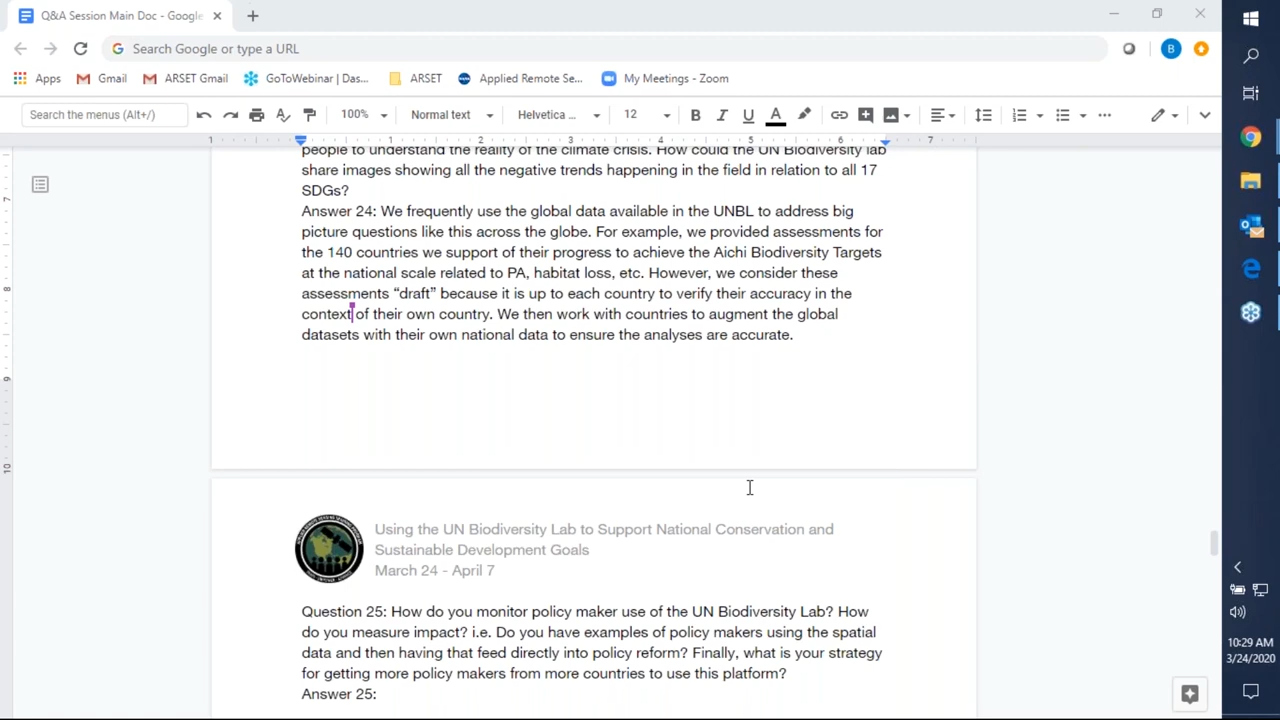 Q&A Session Main Doc - Google
Search Google or type a URL
B
Apps
Gmail
ARSET Gmail
GoToWebinar | Das...
ARSET
Applied Remote Se...
My Meetings - Zoom
Search the menus (Alt+/)
100%
Normal text
Helvetica ...
12
B
I
U
A
1 1 2 3 4 5 6 7
people to understand the reality of the climate crisis. How could the UN Biodiversity lab
share images showing all the negative trends happening in the field in relation to all 17
SDGs?
Answer 24: We frequently use the global data available in the UNBL to address big
picture questions like this across the globe. For example, we provided assessments for
the 140 countries we support of their progress to achieve the Aichi Biodiversity Targets
at the national scale related to PA, habitat loss, etc. However, we consider these
assessments “draft” because it is up to each country to verify their accuracy in the
context of their own country. We then work with countries to augment the global
datasets with their own national data to ensure the analyses are accurate.
7
8
9
10
Using the UN Biodiversity Lab to Support National Conservation and
Sustainable Development Goals
March 24 - April 7
Question 25: How do you monitor policy maker use of the UN Biodiversity Lab? How
do you measure impact? i.e. Do you have examples of policy makers using the spatial
data and then having that feed directly into policy reform? Finally, what is your strategy
for getting more policy makers from more countries to use this platform?
Answer 25:
10:29 AM
3/24/2020